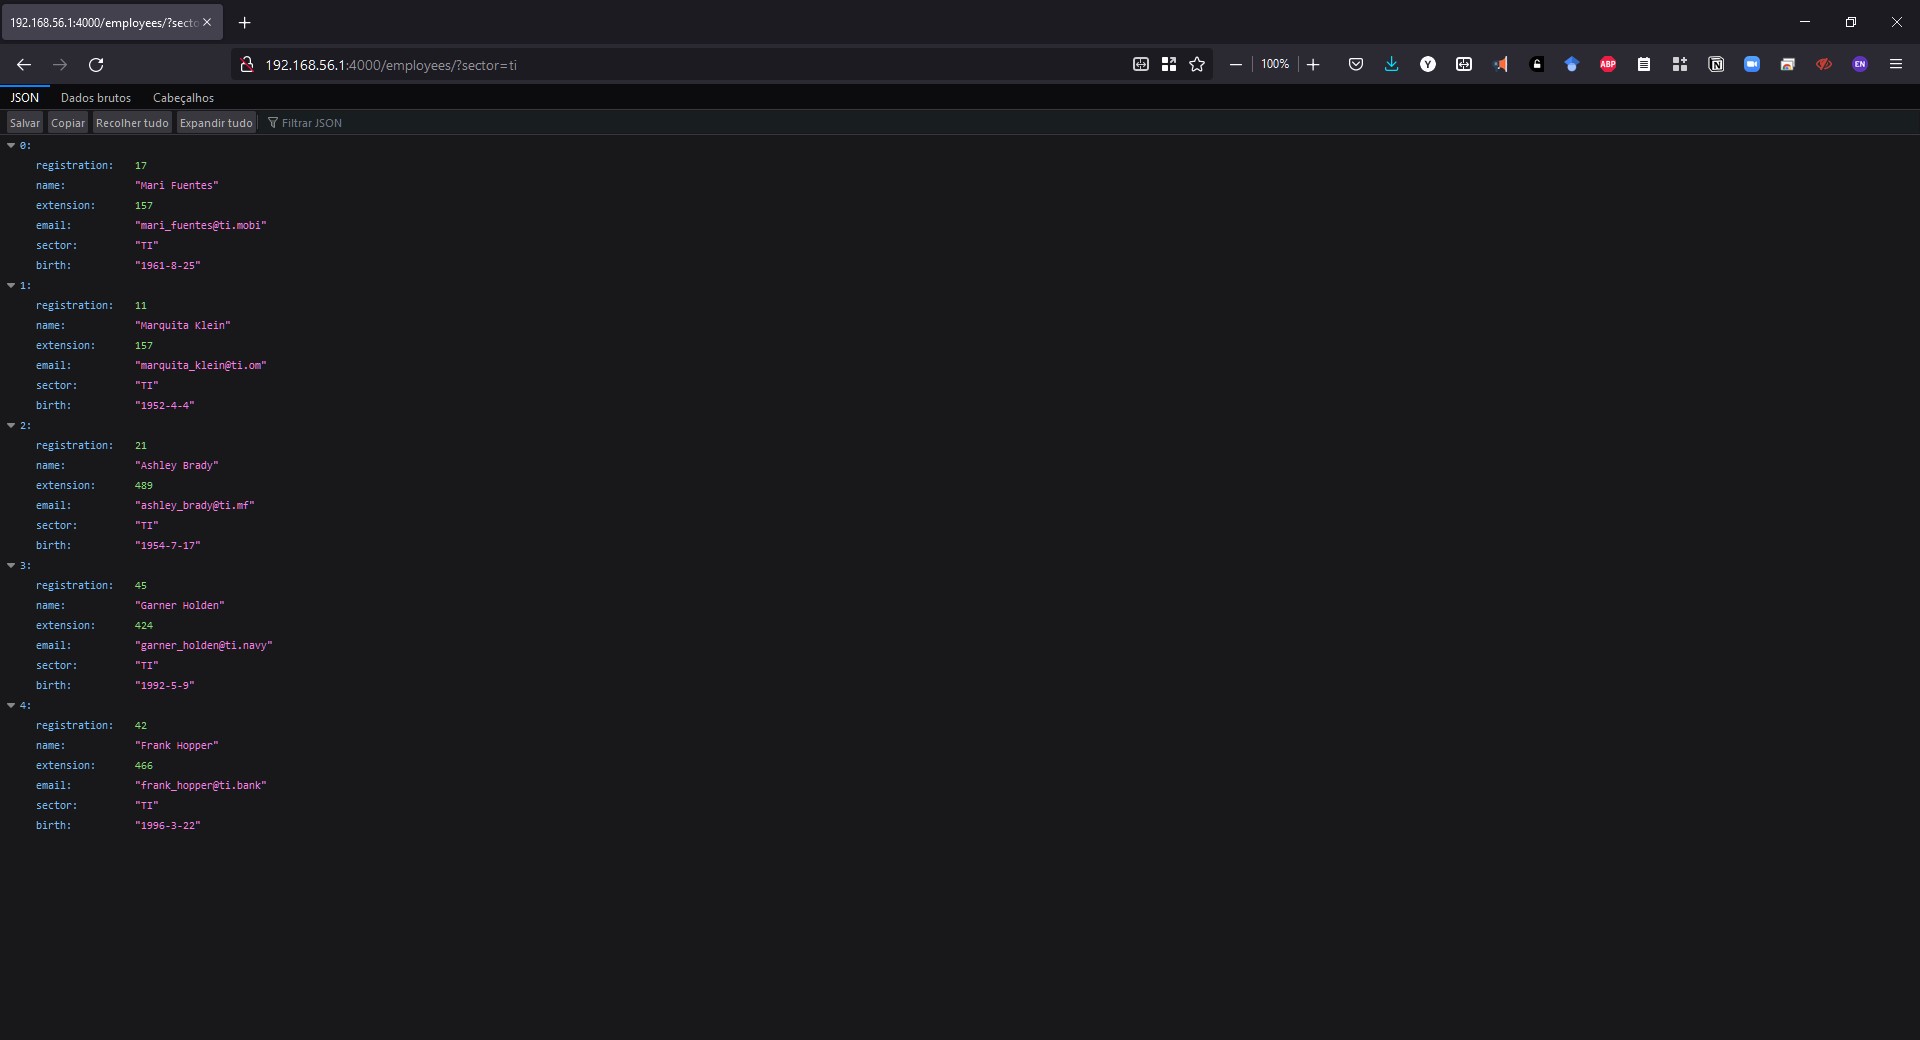 192.168.56.1:4000/employees/?secto
192.168.56.1:4000/employees/?sector=ti
100%
Y
ABP
EN
JSON Dados brutos Cabeçalhos
Salvar Copiar Recolher tudo Expandir tudo Filtrar JSON
0:
registration: 17
name: "Mari Fuentes"
extension: 157
email: "mari_fuentes@ti.mobi"
sector: "TI"
birth: "1961-8-25"
1:
registration: 11
name: "Marquita Klein"
extension: 157
email: "marquita_klein@ti.om"
sector: "TI"
birth: "1952-4-4"
2:
registration: 21
name: "Ashley Brady"
extension: 489
email: "ashley_brady@ti.mf"
sector: "TI"
birth: "1954-7-17"
3:
registration: 45
name: "Garner Holden"
extension: 424
email: "garner_holden@ti.navy"
sector: "TI"
birth: "1992-5-9"
4:
registration: 42
name: "Frank Hopper"
extension: 466
email: "frank_hopper@ti.bank"
sector: "TI"
birth: "1996-3-22"